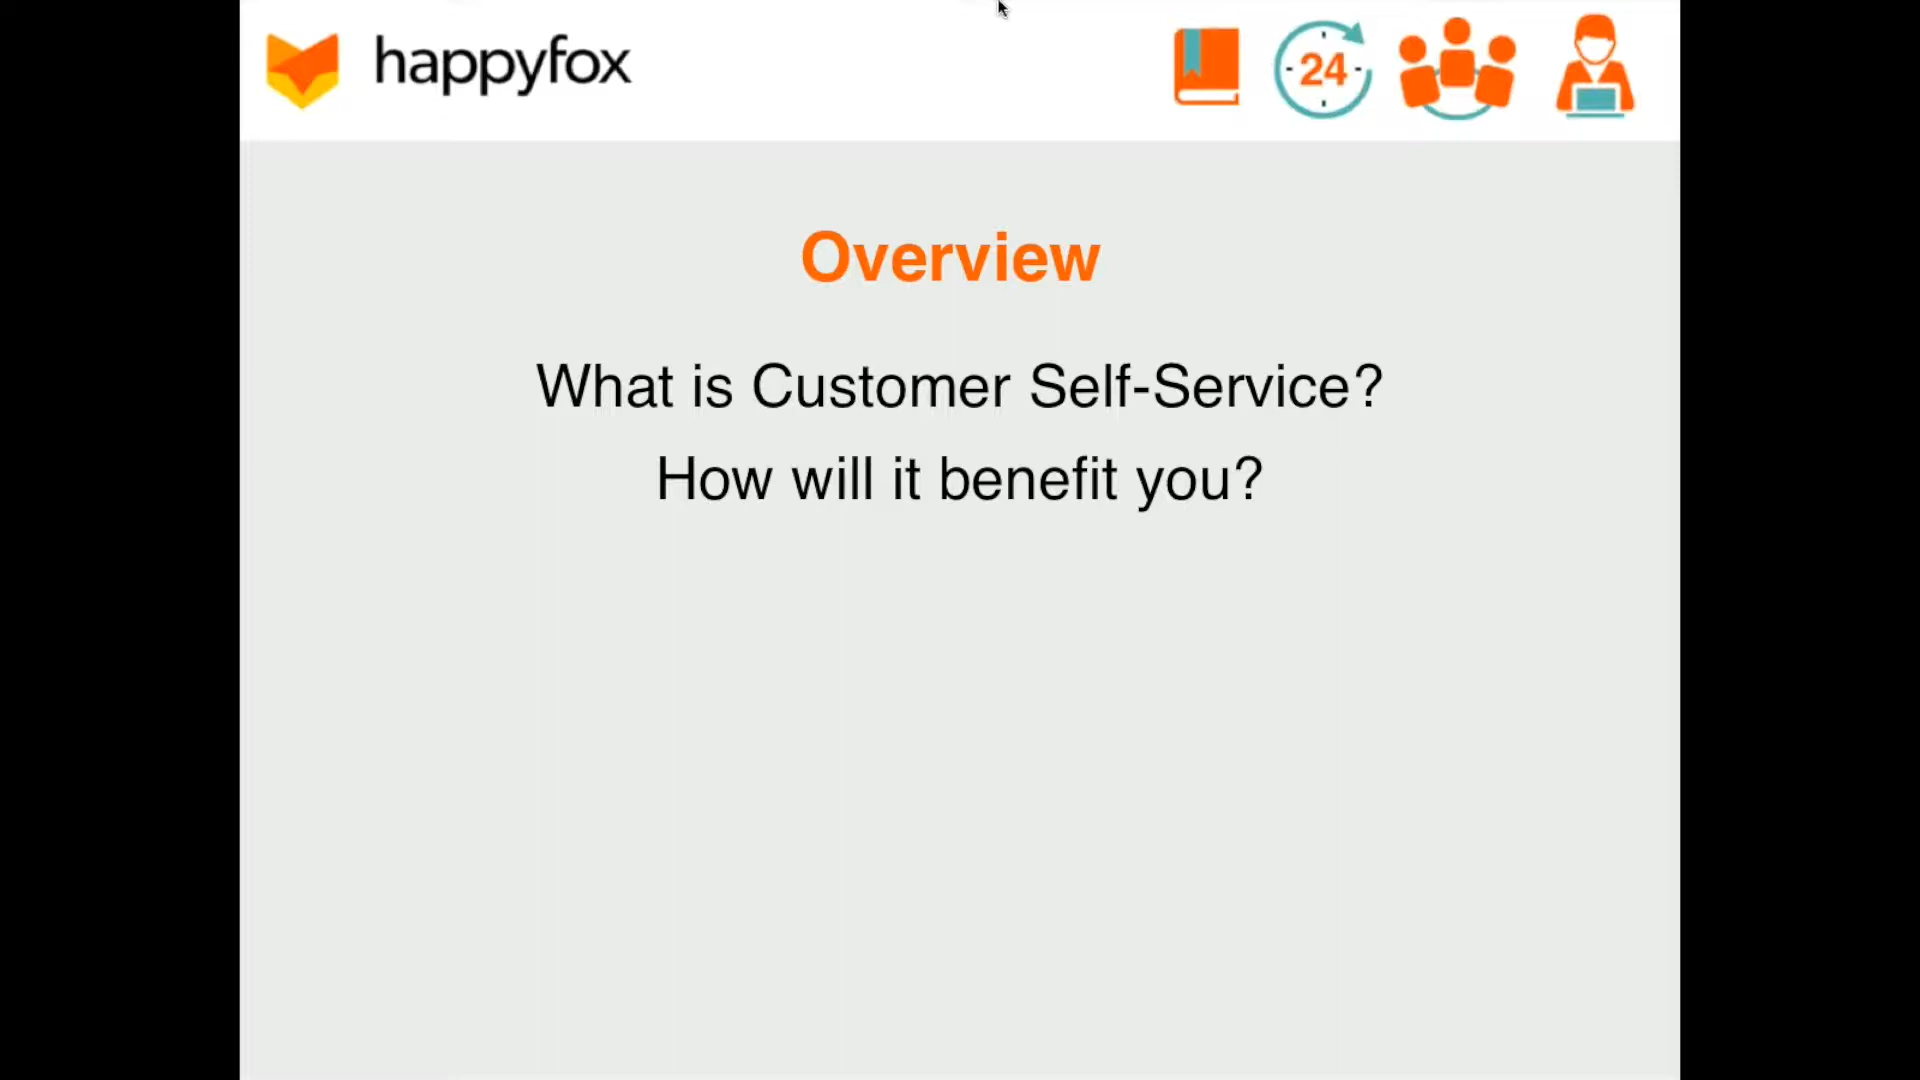 happyfox
24
Overview
What is Customer Self-Service?
How will it benefit you?